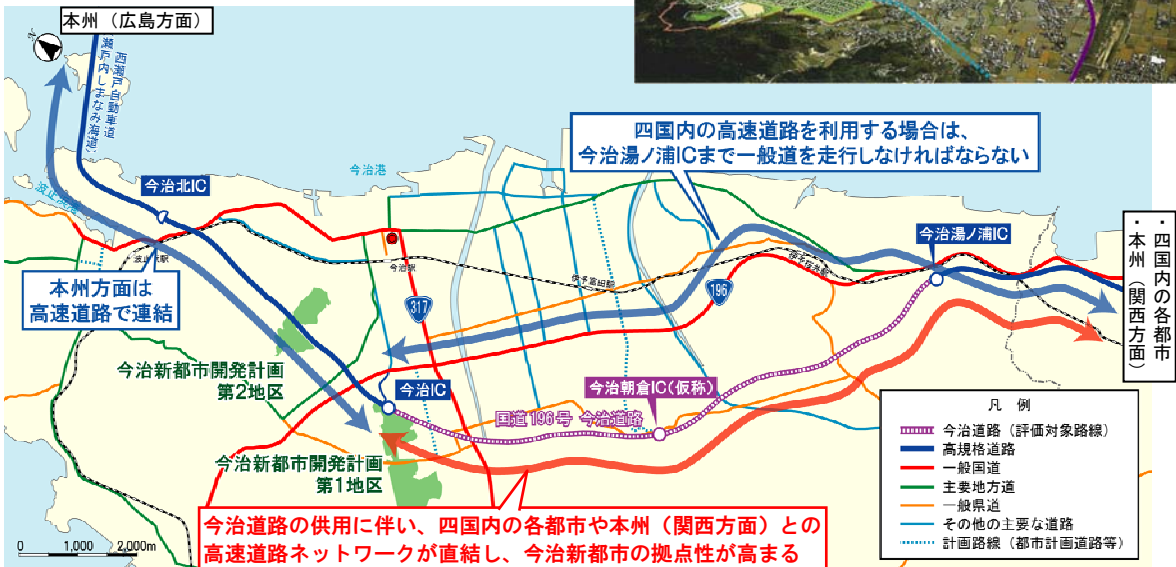 本州（広島方面）
西瀬戸自動車道
（瀬戸内しまなみ海道）
今治港
四国内の高速道路を利用する場合は、
今治湯ノ浦ICまで一般道を走行しなければならない
今治北IC
波止浜港
今治湯ノ浦IC
・四国内の各都市
・本州（関西方面）
波止浜駅
今治駅
伊予富田駅
伊予桜井駅
本州方面は
高速道路で連結
317
196
今治新都市開発計画
第2地区
今治IC
今治朝倉IC(仮称)
国道196号 今治道路
今治新都市開発計画
第1地区
今治道路の供用に伴い、四国内の各都市や本州（関西方面）との
高速道路ネットワークが直結し、今治新都市の拠点性が高まる
0 1,000 2,000m
凡 例
今治道路（評価対象路線）
高規格道路
一般国道
主要地方道
一般県道
その他の主要な道路
計画路線（都市計画道路等）